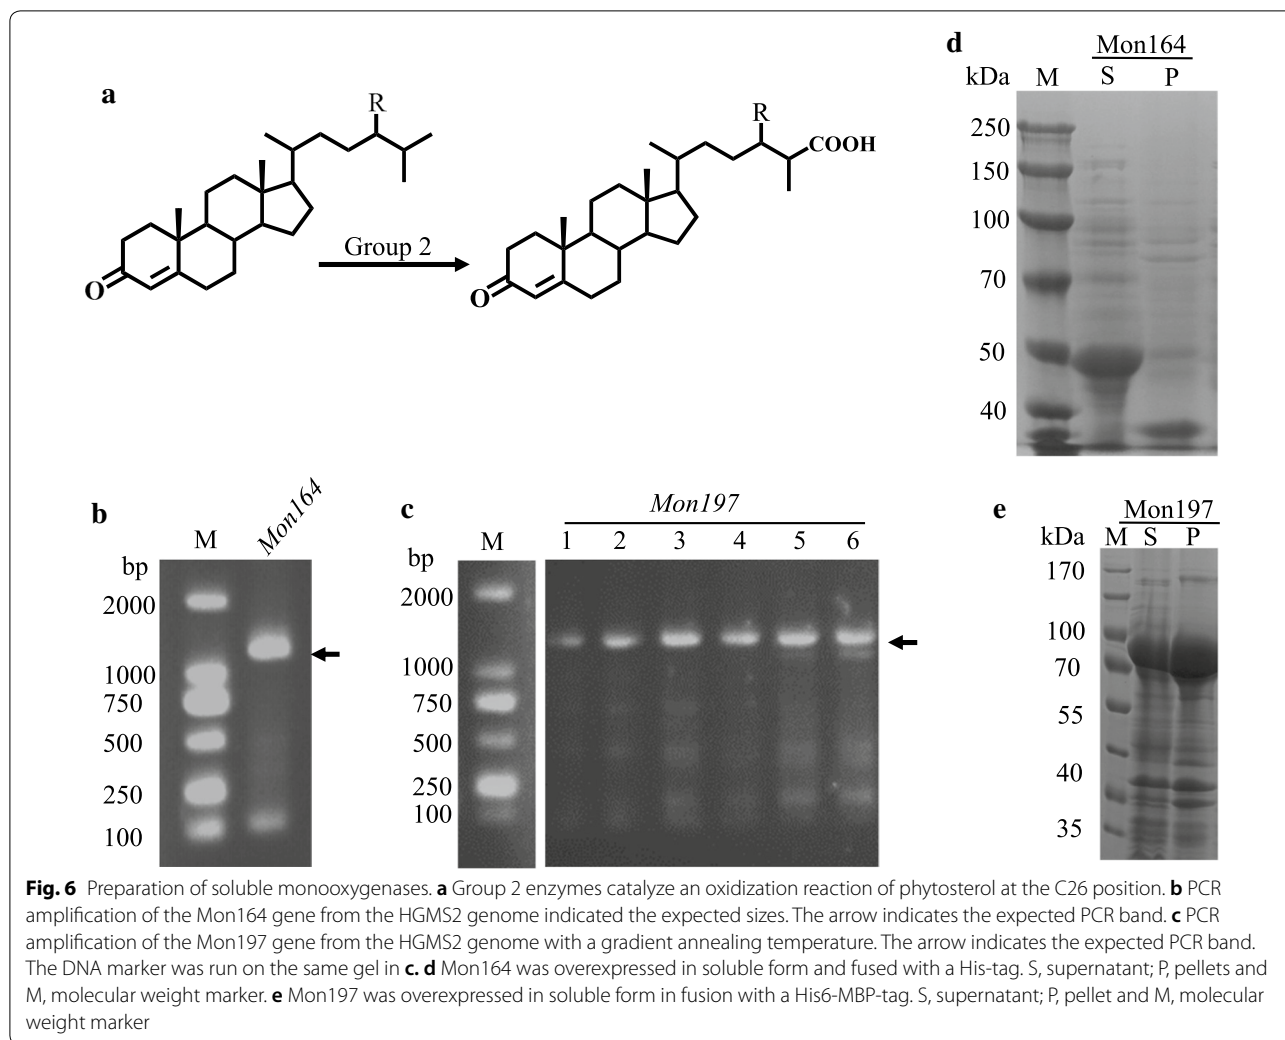 a
R
O
Group 2
R
COOH
O
d
Mon164
kDa M S P
250
150
100
70
50
40
b
M Mon164
bp
2000
1000
750
500
250
100
c
Mon197
M 1 2 3 4 5 6
bp
2000
1000
750
500
250
100
e
Mon197
kDa M S P
170
100
70
55
40
35
Fig. 6 Preparation of soluble monooxygenases. a Group 2 enzymes catalyze an oxidization reaction of phytosterol at the C26 position. b PCR
amplification of the Mon164 gene from the HGMS2 genome indicated the expected sizes. The arrow indicates the expected PCR band. c PCR
amplification of the Mon197 gene from the HGMS2 genome with a gradient annealing temperature. The arrow indicates the expected PCR band.
The DNA marker was run on the same gel in c. d Mon164 was overexpressed in soluble form and fused with a His-tag. S, supernatant; P, pellets and
M, molecular weight marker. e Mon197 was overexpressed in soluble form in fusion with a His6-MBP-tag. S, supernatant; P, pellet and M, molecular
weight marker